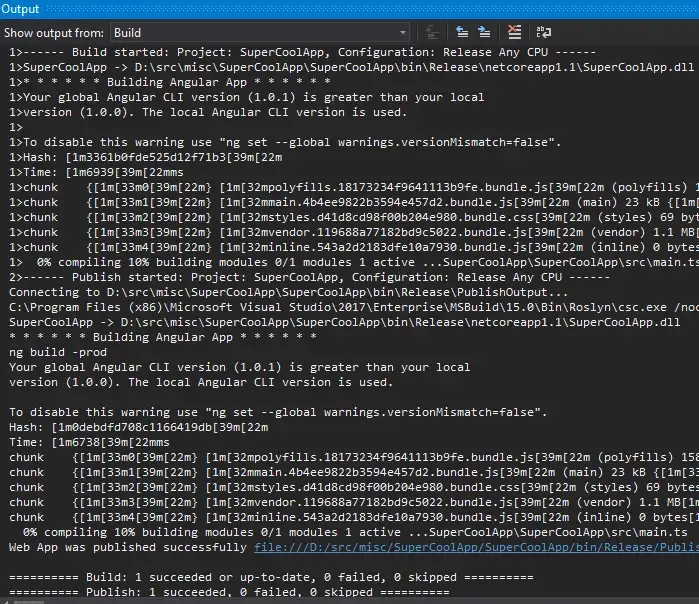 Output
Show output from: Build
1>------ Build started: Project: SuperCoolApp, Configuration: Release Any CPU ------
1>SuperCoolApp -> D:\src\misc\SuperCoolApp\SuperCoolApp\bin\Release\netcoreapp1.1\SuperCoolApp.dll
1>* * * * * * Building Angular App * * * * * *
1>Your global Angular CLI version (1.0.1) is greater than your local
1>version (1.0.0). The local Angular CLI version is used.
1>
1>To disable this warning use "ng set --global warnings.versionMismatch=false".
1>Hash: [1m3361b0fde525d12f71b3[39m[22m
1>Time: [1m6939[39m[22mms
1>chunk    {[1m[33m0[39m[22m} [1m[32mpolyfills.18173234f9641113b9fe.bundle.js[39m[22m (polyfills) 1
1>chunk    {[1m[33m1[39m[22m} [1m[32mmain.4b4ee9822b3594e457d2.bundle.js[39m[22m (main) 23 kB {[1m[
1>chunk    {[1m[33m2[39m[22m} [1m[32mstyles.d41d8cd98f00b204e980.bundle.css[39m[22m (styles) 69 byt
1>chunk    {[1m[33m3[39m[22m} [1m[32mvendor.119688a77182bd9c5022.bundle.js[39m[22m (vendor) 1.1 MB[
1>chunk    {[1m[33m4[39m[22m} [1m[32minline.543a2d2183dfe10a7930.bundle.js[39m[22m (inline) 0 bytes
1>  0% compiling 10% building modules 0/1 modules 1 active ...SuperCoolApp\SuperCoolApp\src\main.ts
2>------ Publish started: Project: SuperCoolApp, Configuration: Release Any CPU ------
Connecting to D:\src\misc\SuperCoolApp\SuperCoolApp\bin\Release\PublishOutput...
C:\Program Files (x86)\Microsoft Visual Studio\2017\Enterprise\MSBuild\15.0\Bin\Roslyn\csc.exe /noc
SuperCoolApp -> D:\src\misc\SuperCoolApp\SuperCoolApp\bin\Release\netcoreapp1.1\SuperCoolApp.dll
* * * * * * Building Angular App * * * * * *
ng build -prod
Your global Angular CLI version (1.0.1) is greater than your local
version (1.0.0). The local Angular CLI version is used.

To disable this warning use "ng set --global warnings.versionMismatch=false".
Hash: [1m0debdfd708c1166419db[39m[22m
Time: [1m6738[39m[22mms
chunk    {[1m[33m0[39m[22m} [1m[32mpolyfills.18173234f9641113b9fe.bundle.js[39m[22m (polyfills) 158
chunk    {[1m[33m1[39m[22m} [1m[32mmain.4b4ee9822b3594e457d2.bundle.js[39m[22m (main) 23 kB {[1m[33
chunk    {[1m[33m2[39m[22m} [1m[32mstyles.d41d8cd98f00b204e980.bundle.css[39m[22m (styles) 69 bytes
chunk    {[1m[33m3[39m[22m} [1m[32mvendor.119688a77182bd9c5022.bundle.js[39m[22m (vendor) 1.1 MB[1m
chunk    {[1m[33m4[39m[22m} [1m[32minline.543a2d2183dfe10a7930.bundle.js[39m[22m (inline) 0 bytes[1
  0% compiling 10% building modules 0/1 modules 1 active ...SuperCoolApp\SuperCoolApp\src\main.ts
Web App was published successfully file:///D:/src/misc/SuperCoolApp/SuperCoolApp/bin/Release/Publis

========== Build: 1 succeeded or up-to-date, 0 failed, 0 skipped ==========
========== Publish: 1 succeeded, 0 failed, 0 skipped ==========